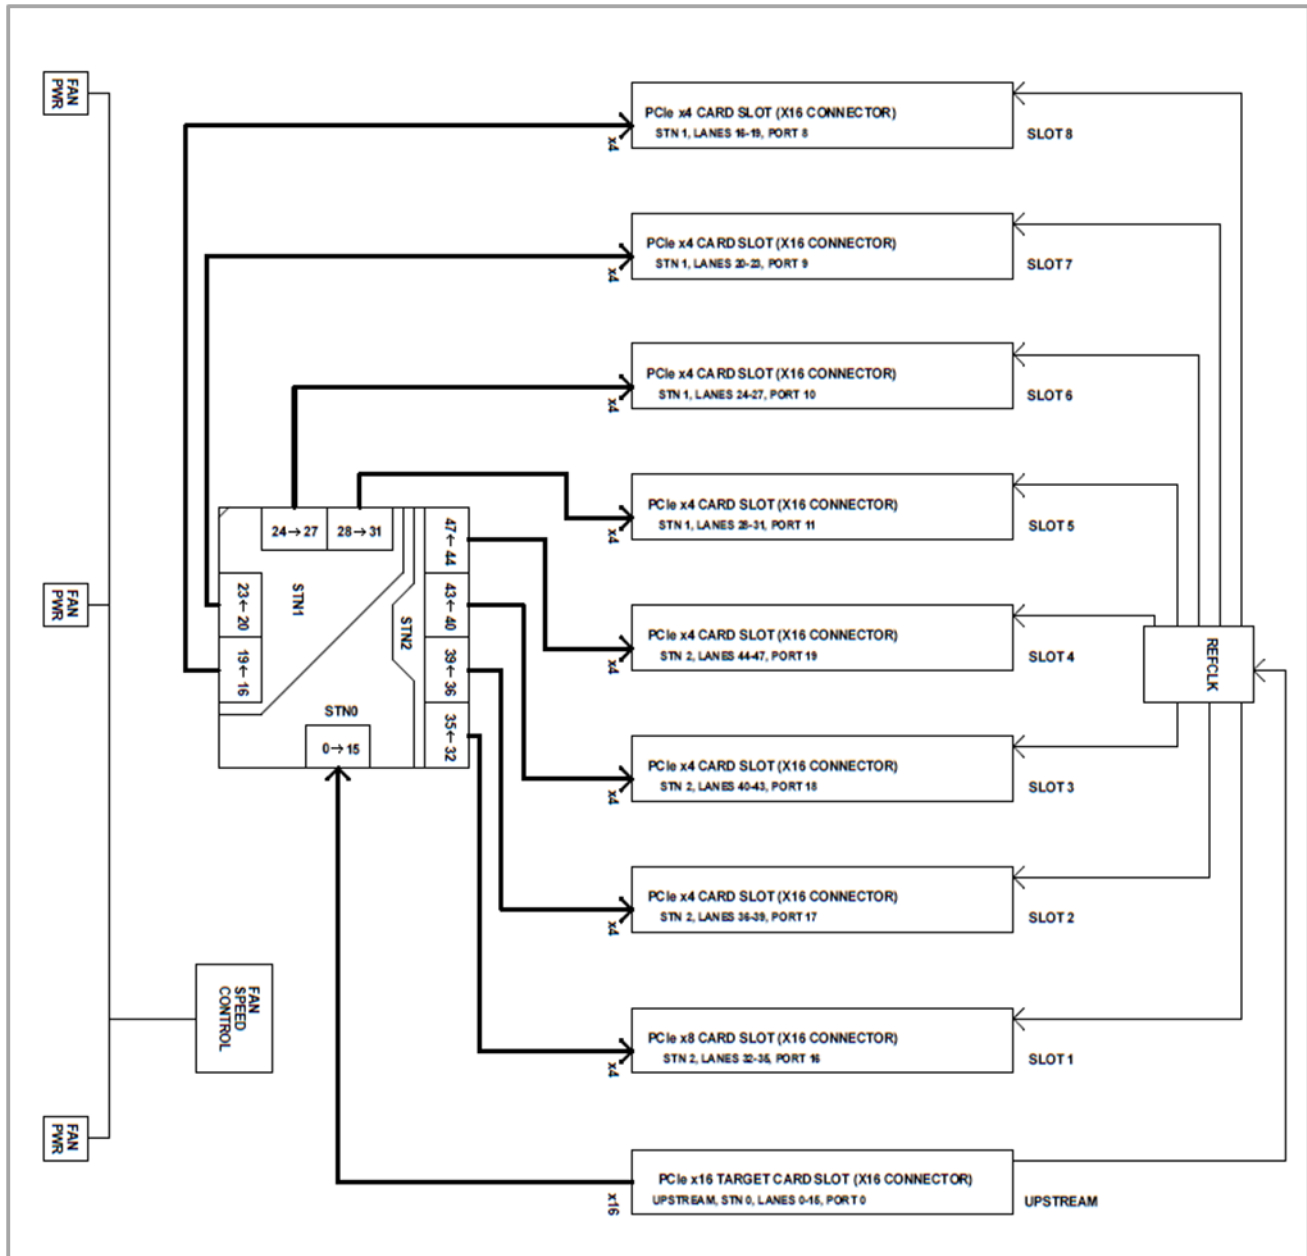 FAN
PWR
PCIe x4 CARD SLOT (X16 CONNECTOR)
STN 1, LANES 16-19, PORT 8
x4
SLOT 8
PCIe x4 CARD SLOT (X16 CONNECTOR)
STN 1, LANES 20-23, PORT 9
x4
SLOT 7
PCIe x4 CARD SLOT (X16 CONNECTOR)
STN 1, LANES 24-27, PORT 10
x4
SLOT 6
PCIe x4 CARD SLOT (X16 CONNECTOR)
STN 1, LANES 28-31, PORT 11
x4
SLOT 5
24→27
28→31
47←44
FAN
PWR
23←20
STN1
STN2
43←40
PCIe x4 CARD SLOT (X16 CONNECTOR)
STN 2, LANES 44-47, PORT 19
x4
SLOT 4
REFCLK
19←16
39←36
STN0
0→15
35←32
PCIe x4 CARD SLOT (X16 CONNECTOR)
STN 2, LANES 40-43, PORT 18
x4
SLOT 3
PCIe x4 CARD SLOT (X16 CONNECTOR)
STN 2, LANES 36-39, PORT 17
x4
SLOT 2
FAN
SPEED
CONTROL
PCIe x8 CARD SLOT (X16 CONNECTOR)
STN 2, LANES 32-35, PORT 16
x4
SLOT 1
FAN
PWR
PCIe x16 TARGET CARD SLOT (X16 CONNECTOR)
UPSTREAM, STN 0, LANES 0-15, PORT 0
x16
UPSTREAM